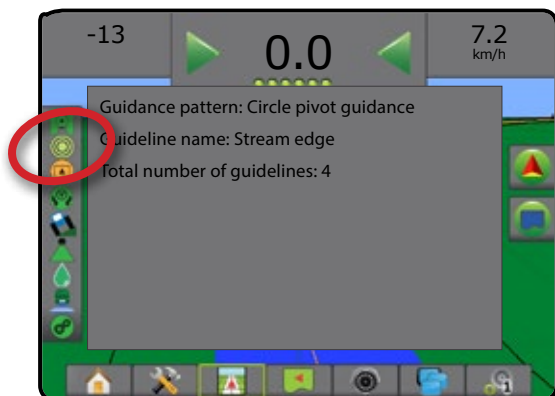 -13
0.0
7.2
km/h
Guidance pattern: Circle pivot guidance
Guideline name: Stream edge
Total number of guidelines: 4
1